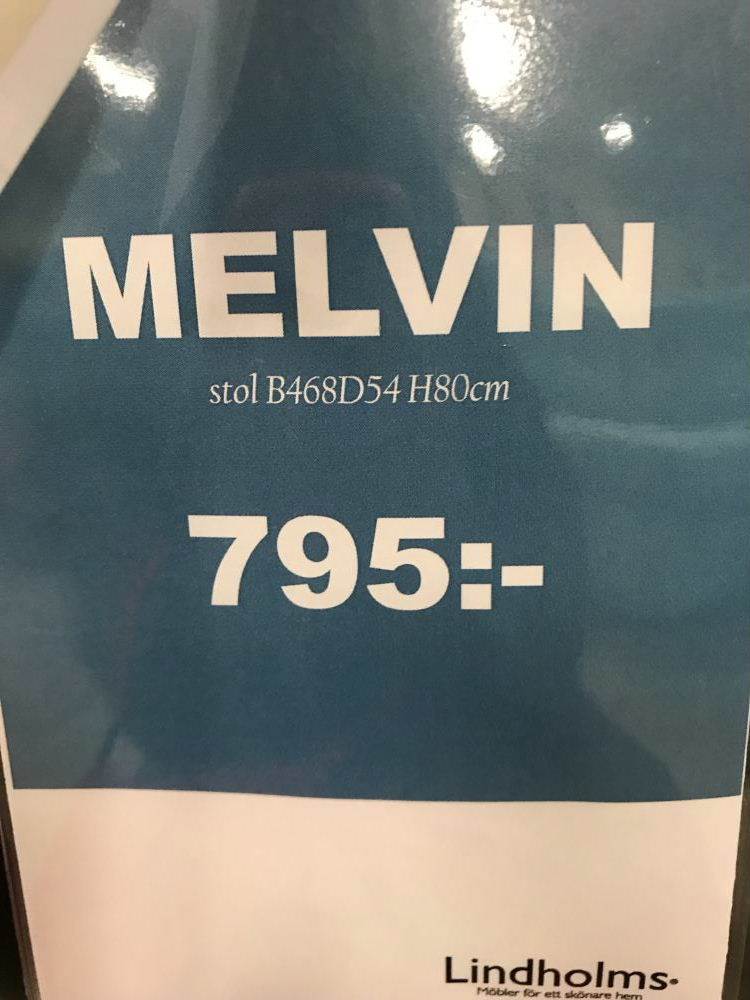 MELVIN
stol B468D54 H80cm
795:-
Lindholms
Möbler för ett skönare hem